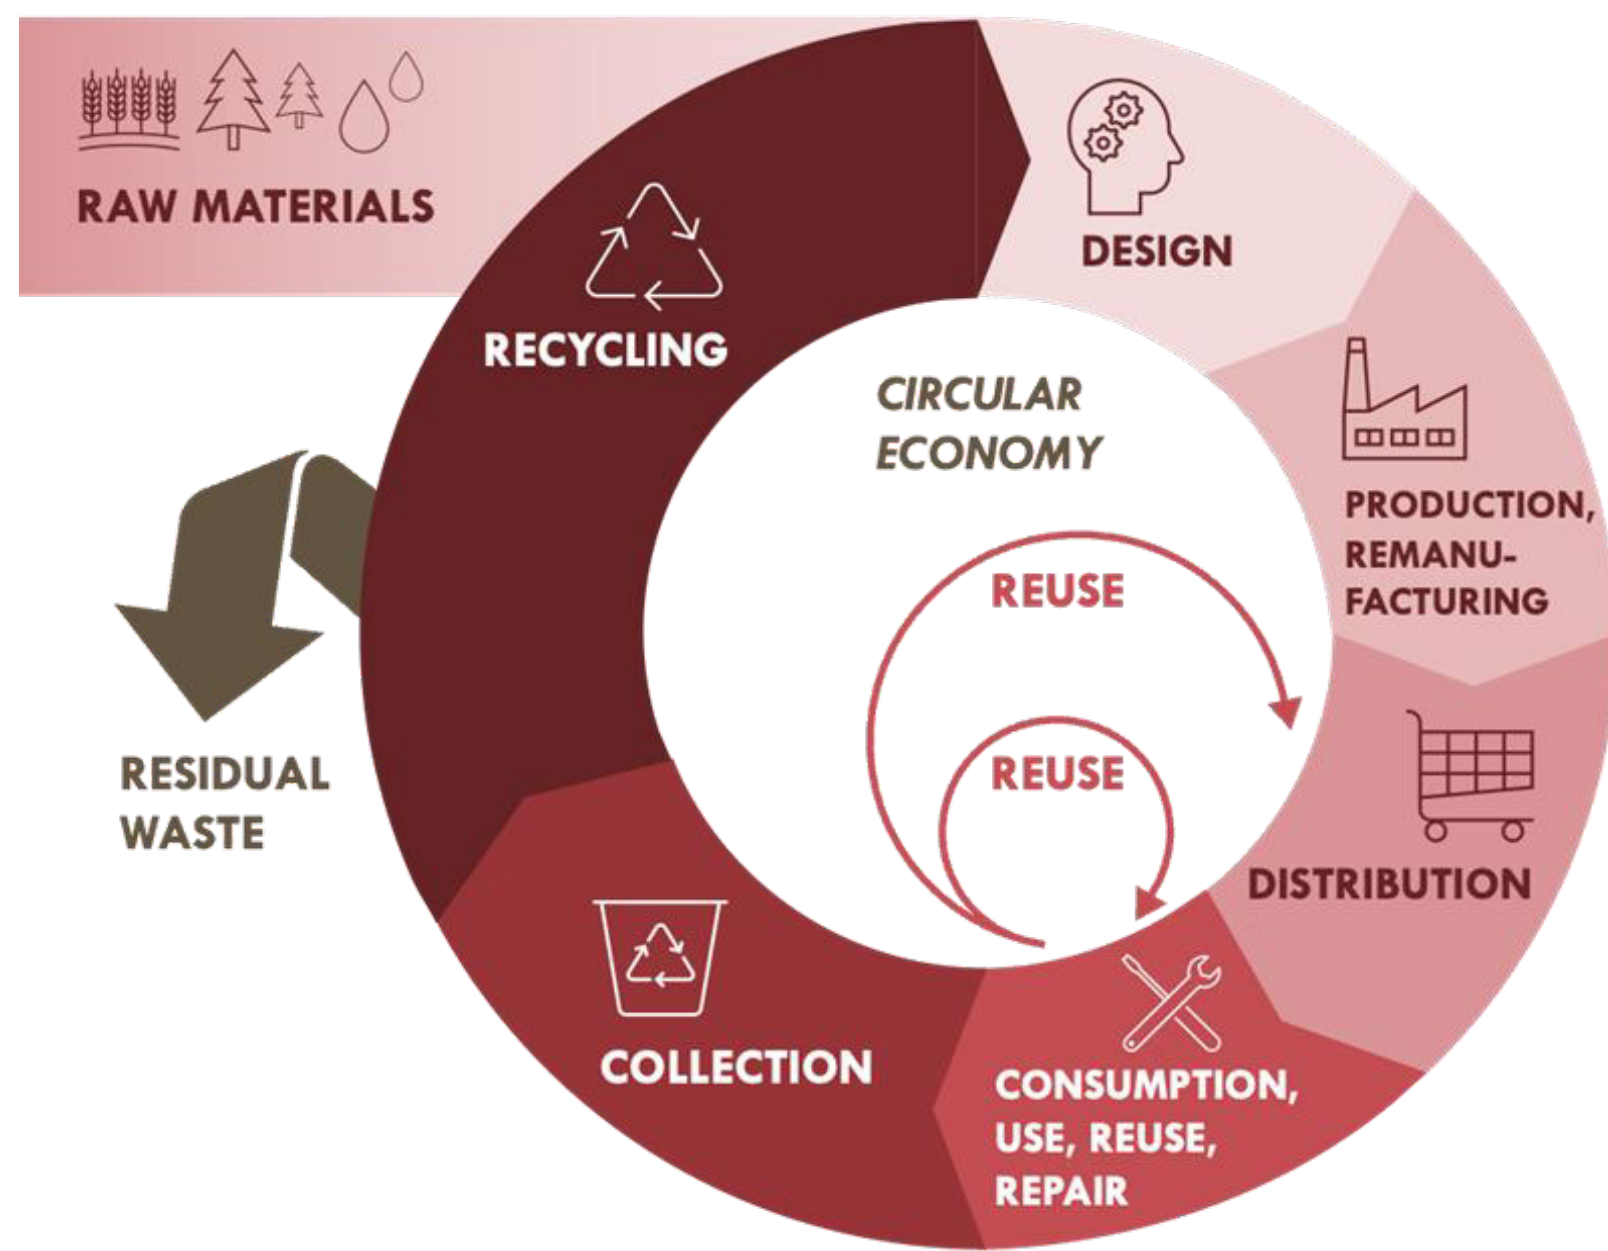 RAW MATERIALS
RECYCLING
DESIGN
CIRCULAR
ECONOMY
PRODUCTION,
REMANU-
FACTURING
REUSE
REUSE
DISTRIBUTION
RESIDUAL
WASTE
COLLECTION
CONSUMPTION,
USE, REUSE,
REPAIR